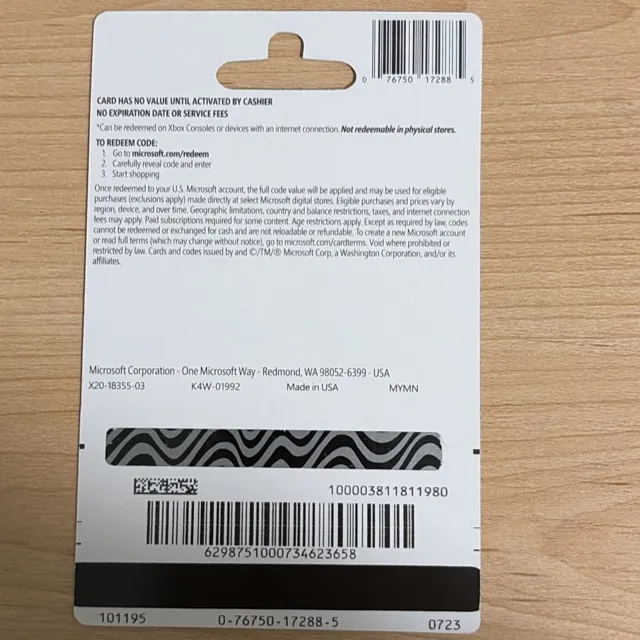 0 76750 17288 5
CARD HAS NO VALUE UNTIL ACTIVATED BY CASHIER
NO EXPIRATION DATE OR SERVICE FEES
*Can be redeemed on Xbox Consoles or devices with an internet connection. Not redeemable in physical stores.
TO REDEEM CODE:
1. Go to microsoft.com/redeem
2. Carefully reveal code and enter
3. Start shopping
Once redeemed to your U.S. Microsoft account, the full code value will be applied and may be used for eligible
purchases (exclusions apply) made directly at select Microsoft digital stores. Eligible purchases and prices vary by
region, device, and over time. Geographic limitations, country and balance restrictions, taxes, and internet connection
fees may apply. Paid subscriptions required for some content. Age restrictions apply. Except as required by law, codes
cannot be redeemed or exchanged for cash and are not reloadable or refundable. To create a new Microsoft account
or read full terms (which may change without notice), go to microsoft.com/cardterms. Void where prohibited or
restricted by law. Cards and codes issued by and ©/TM/® Microsoft Corp, a Washington Corporation, and/or its
affiliates.
Microsoft Corporation - One Microsoft Way - Redmond, WA 98052-6399 - USA
X20-18355-03 K4W-01992 Made in USA MYMN
100003811811980
6298751000734623658
101195 0-76750-17288-5 0723